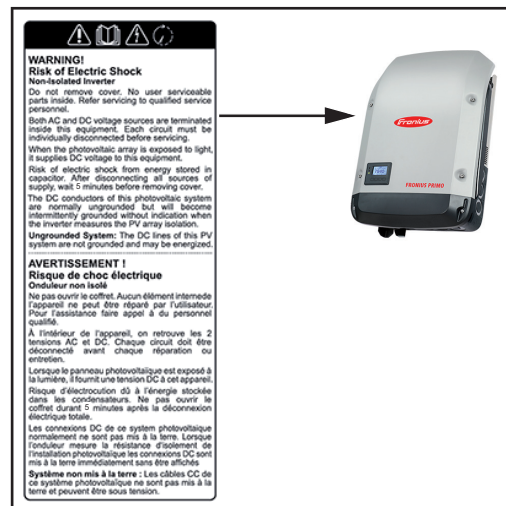 WARNING!
Risk of Electric Shock
Non-Isolated Inverter
Do not remove cover. No user serviceable
parts inside. Refer servicing to qualified service
personnel.
Both AC and DC voltage sources are terminated
inside this equipment. Each circuit must be
individually disconnected before servicing.
When the photovoltaic array is exposed to light,
it supplies DC voltage to this equipment.
Risk of electric shock from energy stored in
capacitor. After disconnecting all sources of
supply, wait 5 minutes before removing cover.
The DC conductors of this photovoltaic system
are normally ungrounded but will become
intermittently grounded without indication when
the inverter measures the PV array isolation.
Ungrounded System: The DC lines of this PV
system are not grounded and may be energized.
AVERTISSEMENT !
Risque de choc électrique
Onduleur non isolé
Ne pas ouvrir le coffret. Aucun élément internede
l'appareil ne peut être réparé par l'utilisateur.
Pour l'assistance faire appel à du personnel
qualifié.
À l'intérieur de l'appareil, on retrouve les 2
tensions AC et DC. Chaque circuit doit être
déconnecté avant chaque réparation ou
entretien.
Lorsque le panneau photovoltaïque est exposé à
la lumière, il fournit une tension DC à cet appareil.
Risque d'électrocution dû à l'énergie stockée
dans les condensateurs. Ne pas ouvrir le
coffret durant 5 minutes après la déconnexion
électrique totale.
Les connexions DC de ce system photovoltaïque
normalement ne sont pas mis à la terre. Lorsque
l'onduleur mesure la résistance d'isolement de
l'installation photovoltaïque les connexions DC sont
mis à la terre immédiatement sans être affichés
Système non mis à la terre : Les câbles CC de
ce système photovoltaïque ne sont pas mis à la
terre et peuvent être sous tension.
Fronius
FRONIUS PRIMO